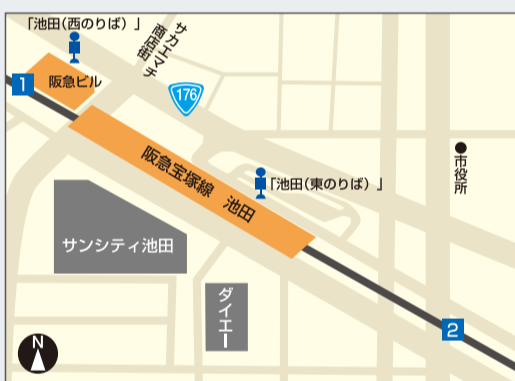 「池田(西のりば)」
サカエマチ
商店街
1
阪急ビル
176
阪急宝塚線 池田
「池田(東のりば)」
●市役所
サンシティ池田
ダイエー
2
N